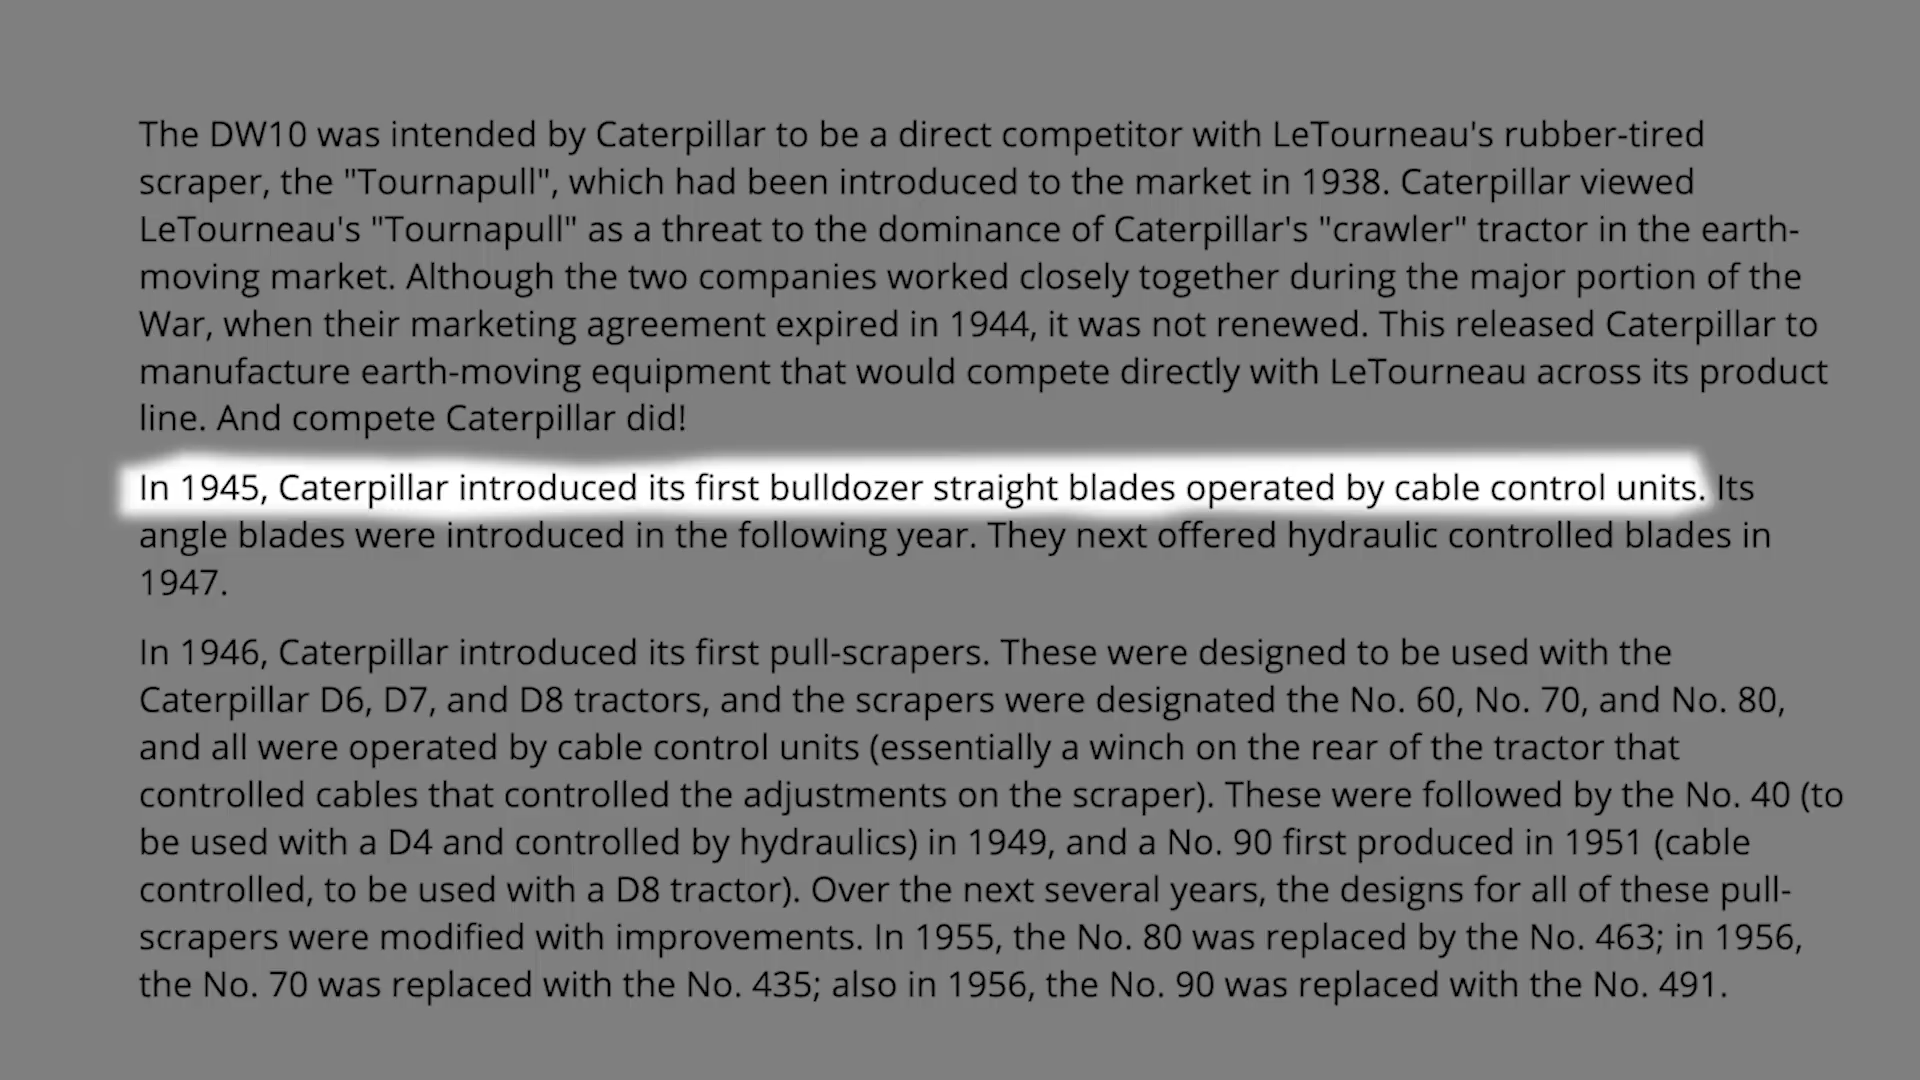 The DW10 was intended by Caterpillar to be a direct competitor with LeTourneau's rubber-tired
scraper, the "Tournapull", which had been introduced to the market in 1938. Caterpillar viewed
LeTourneau's "Tournapull" as a threat to the dominance of Caterpillar's "crawler" tractor in the earth-
moving market. Although the two companies worked closely together during the major portion of the
War, when their marketing agreement expired in 1944, it was not renewed. This released Caterpillar to
manufacture earth-moving equipment that would compete directly with LeTourneau across its product
line. And compete Caterpillar did!
In 1945, Caterpillar introduced its first bulldozer straight blades operated by cable control units. Its
angle blades were introduced in the following year. They next offered hydraulic controlled blades in
1947.
In 1946, Caterpillar introduced its first pull-scrapers. These were designed to be used with the
Caterpillar D6, D7, and D8 tractors, and the scrapers were designated the No. 60, No. 70, and No. 80,
and all were operated by cable control units (essentially a winch on the rear of the tractor that
controlled cables that controlled the adjustments on the scraper). These were followed by the No. 40 (to
be used with a D4 and controlled by hydraulics) in 1949, and a No. 90 first produced in 1951 (cable
controlled, to be used with a D8 tractor). Over the next several years, the designs for all of these pull-
scrapers were modified with improvements. In 1955, the No. 80 was replaced by the No. 463; in 1956,
the No. 70 was replaced with the No. 435; also in 1956, the No. 90 was replaced with the No. 491.